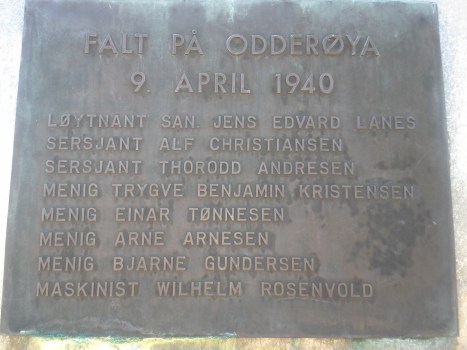 FALT PÅ ODDERØYA
9. APRIL 1940
LØYTNANT SAN. JENS EDVARD LANES
SERSJANT ALF CHRISTIANSEN
SERSJANT THORODD ANDRESEN
MENIG TRYGVE BENJAMIN KRISTENSEN
MENIG EINAR TØNNESEN
MENIG ARNE ARNESEN
MENIG BJARNE GUNDERSEN
MASKINIST WILHELM ROSENVOLD